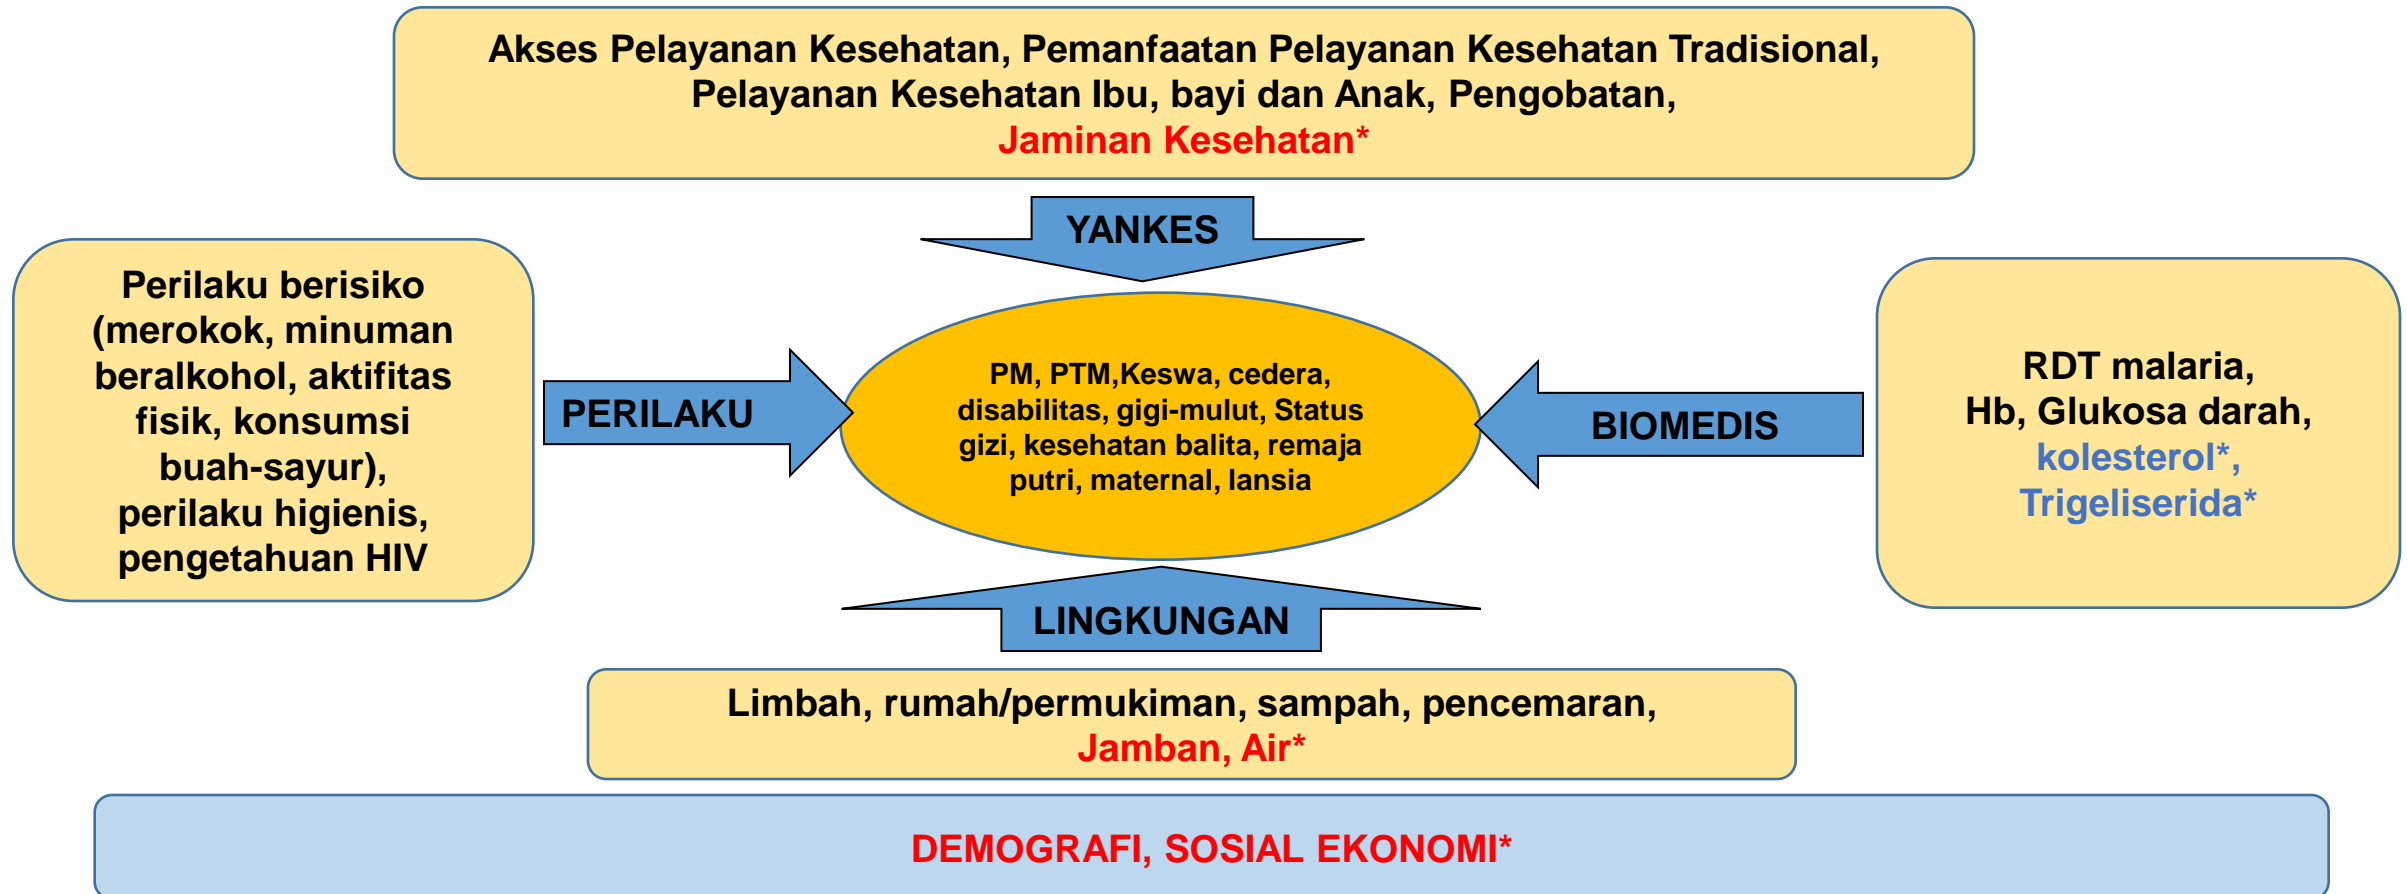 Akses Pelayanan Kesehatan, Pemanfaatan Pelayanan Kesehatan Tradisional,
Pelayanan Kesehatan Ibu, bayi dan Anak, Pengobatan,
Jaminan Kesehatan*
YANKES
Perilaku berisiko
(merokok, minuman
beralkohol, aktifitas
fisik, konsumsi
buah-sayur),
perilaku higienis,
pengetahuan HIV
PERILAKU
PM, PTM,Keswa, cedera,
disabilitas, gigi-mulut, Status
gizi, kesehatan balita, remaja
putri, maternal, lansia
BIOMEDIS
RDT malaria,
Hb, Glukosa darah,
kolesterol*,
Trigeliserida*
LINGKUNGAN
Limbah, rumah/permukiman, sampah, pencemaran,
Jamban, Air*
DEMOGRAFI, SOSIAL EKONOMI*